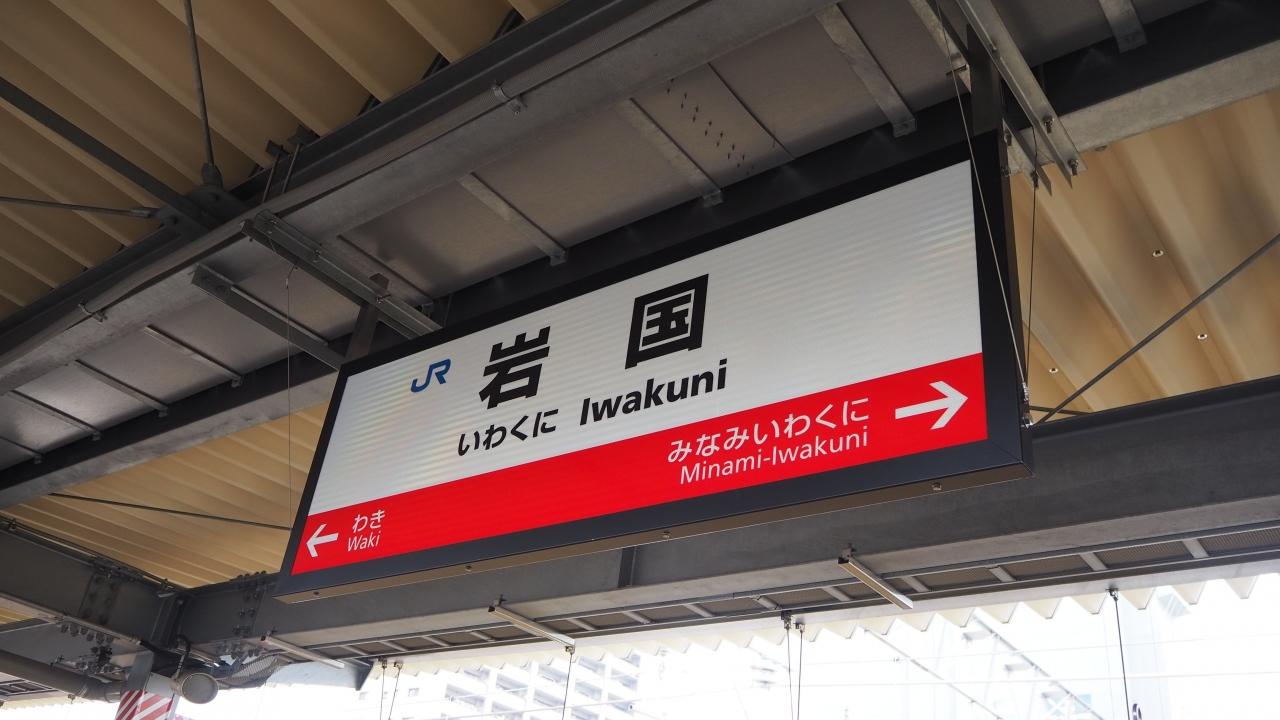 JR 岩国
いわくに Iwakuni
みなみいわくに
Minami-Iwakuni
わき
Waki